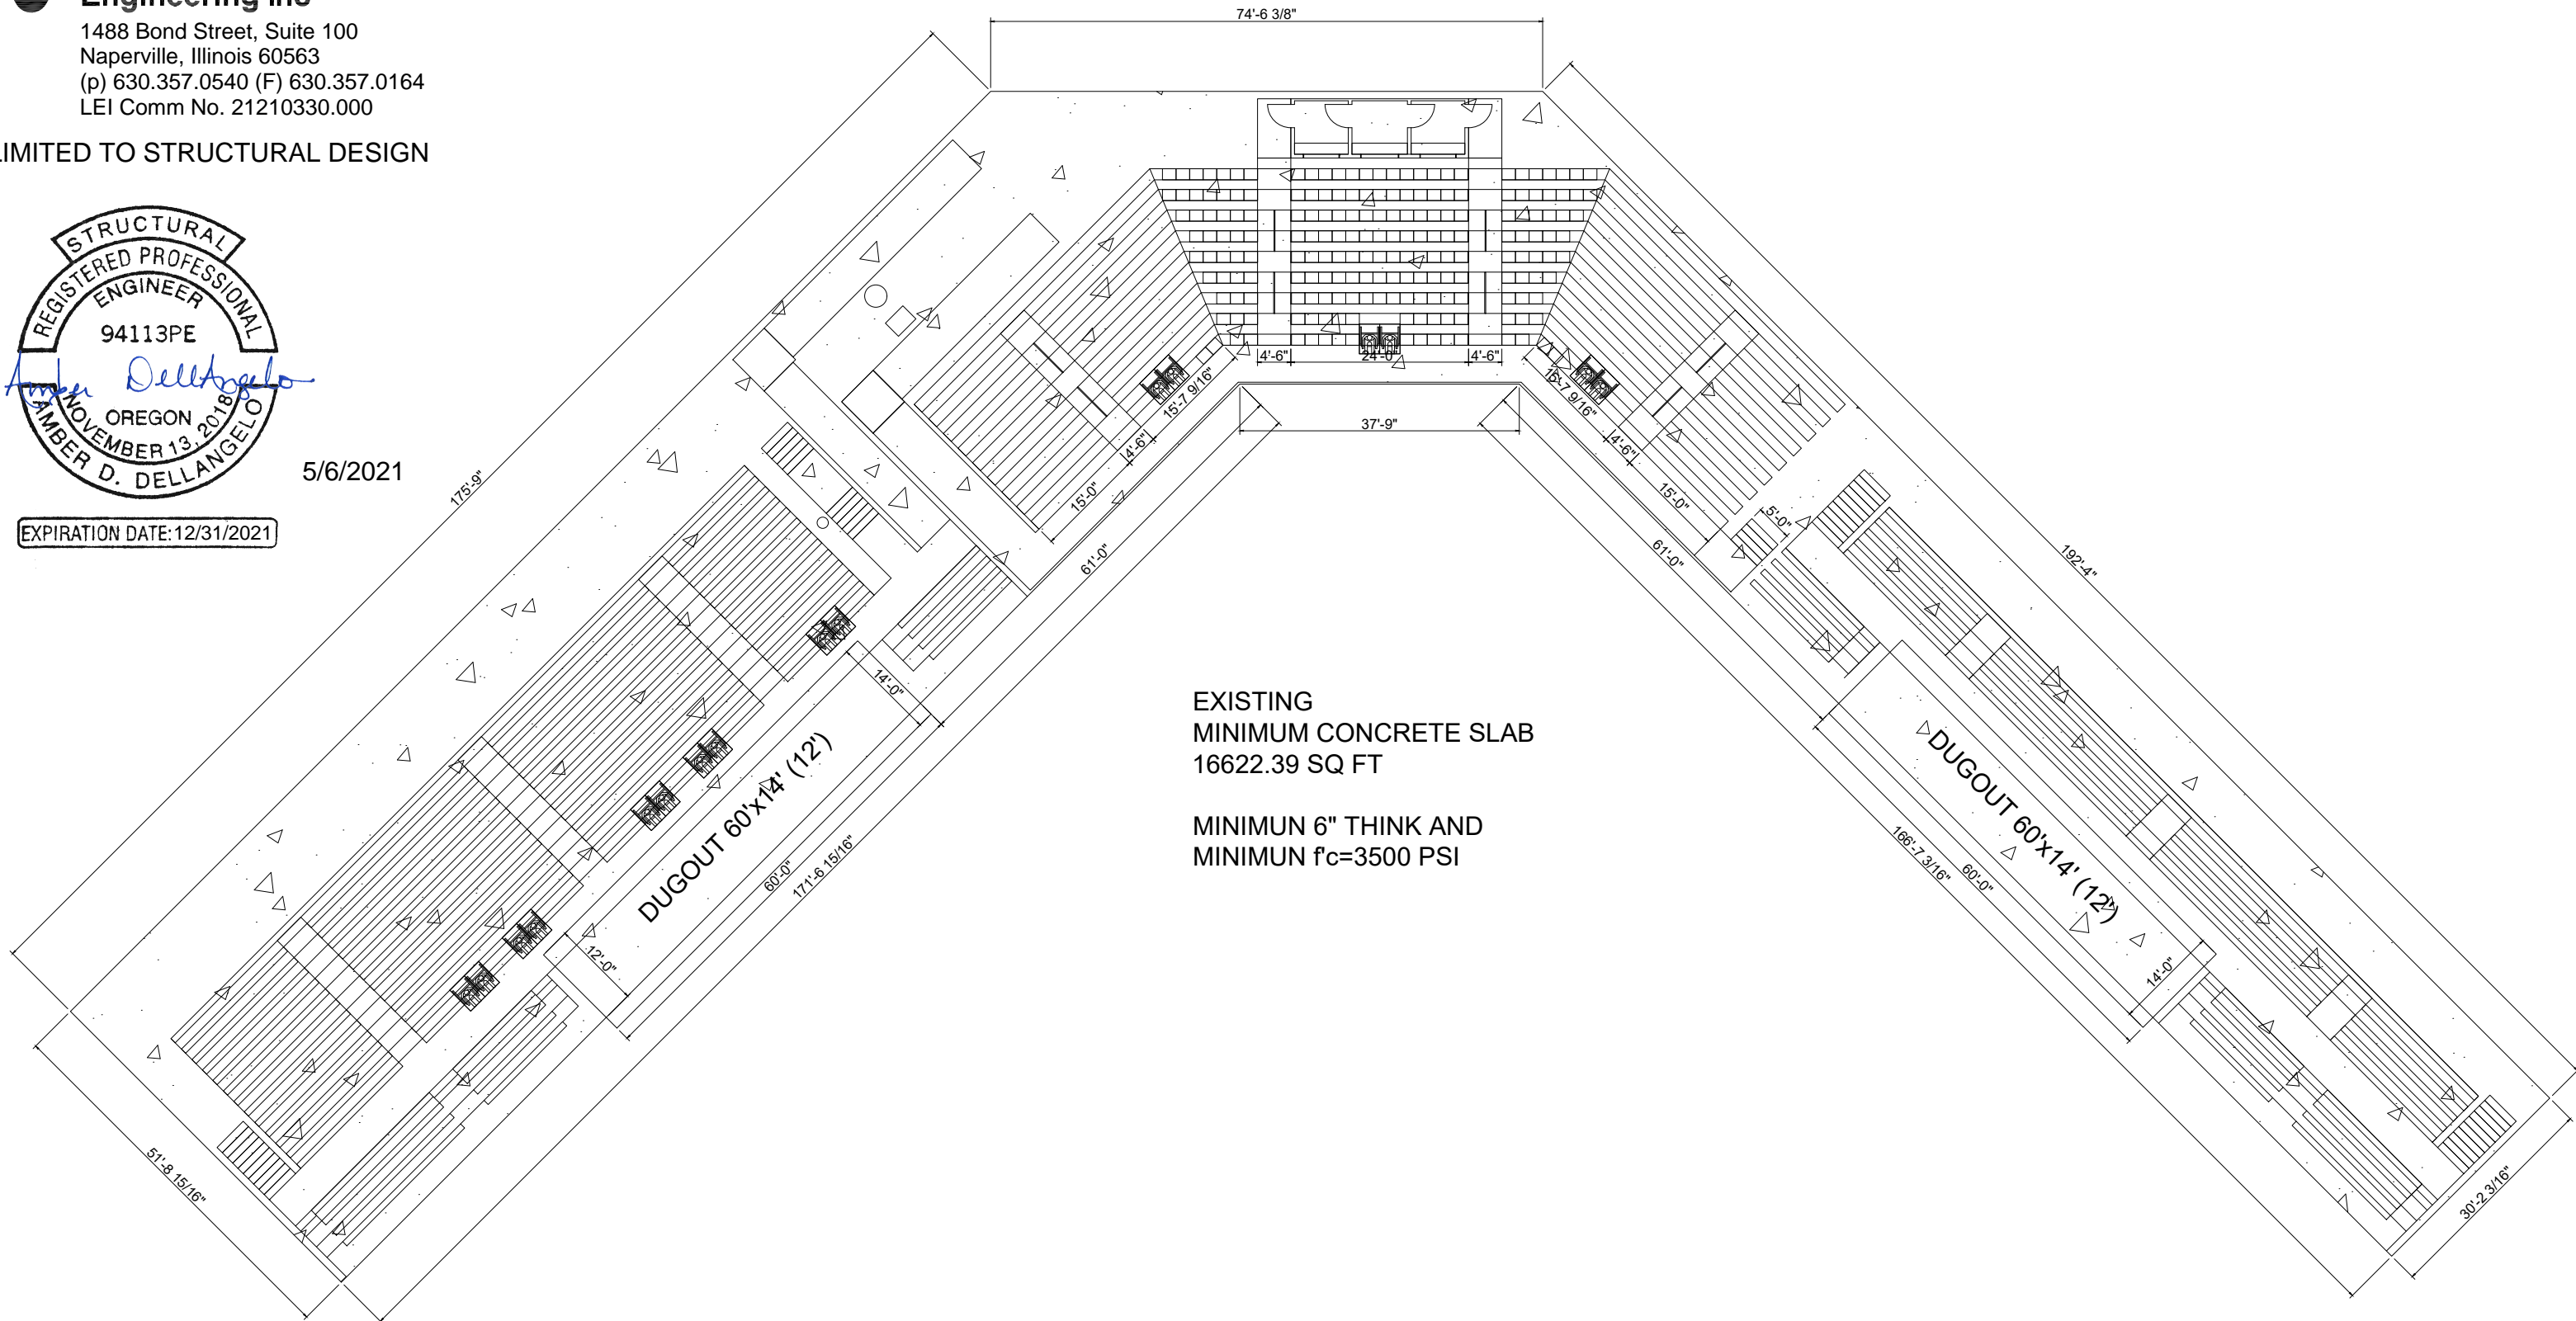 Engineering Inc
1488 Bond Street, Suite 100
Naperville, Illinois 60563
(p) 630.357.0540 (F) 630.357.0164
LEI Comm No. 21210330.000
LIMITED TO STRUCTURAL DESIGN
STRUCTURAL
REGISTERED PROFESSIONAL
ENGINEER
94113PE
Amber DellAngelo
OREGON
NOVEMBER 13, 2018
AMBER D. DELLANGELO
5/6/2021
EXPIRATION DATE: 12/31/2021
74'-6 3/8"
4'-6"
24'-0"
4'-6"
15'-7 9/16"
15'-7 9/16"
37'-9"
4'-6"
4'-6"
15'-0"
15'-0"
5'-0"
175'-9"
61'-0"
61'-0"
192'-4"
14'-0"
DUGOUT 60'x14' (12')
60'-0"
171'-6 15/16"
12'-0"
EXISTING
MINIMUM CONCRETE SLAB
16622.39 SQ FT
MINIMUN 6" THINK AND
MINIMUN f'c=3500 PSI
DUGOUT 60'x14' (12')
166'-7 3/16"
60'-0"
14'-0"
51'-8 15/16"
30'-2 3/16"